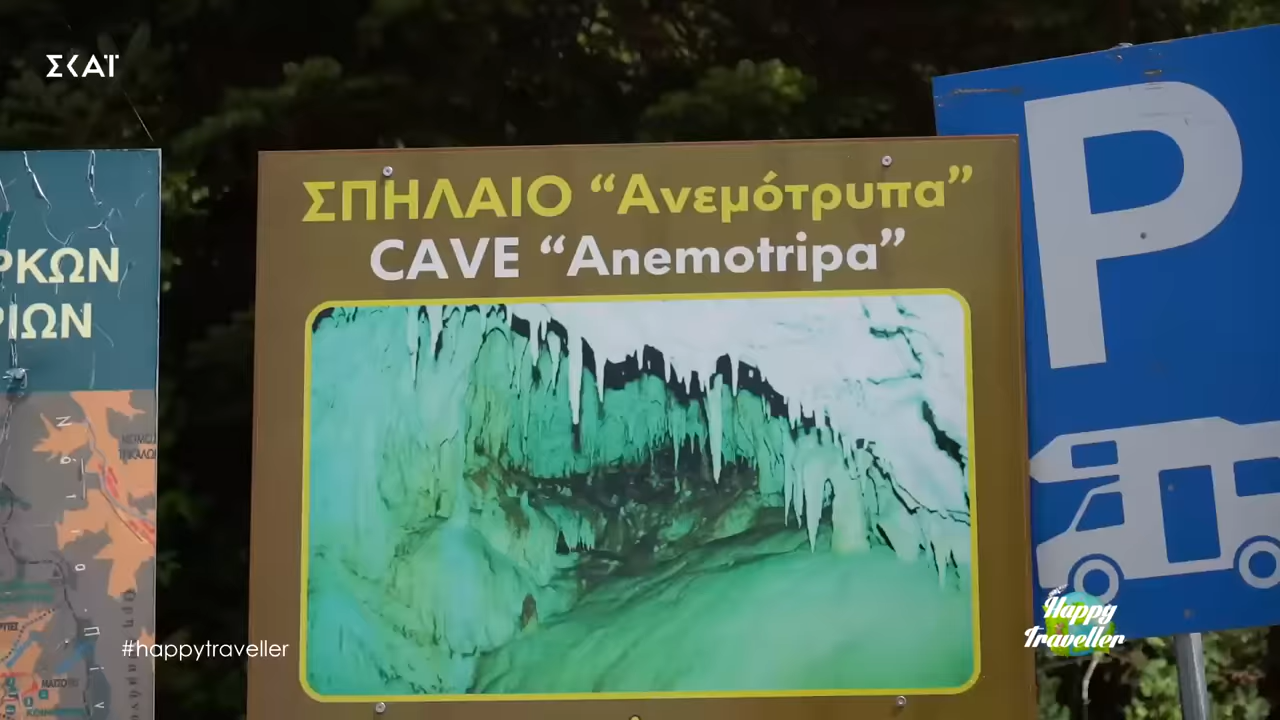 ΣΚΑΪ
ΣΠΗΛΑΙΟ “Ανεμότρυπα”
CAVE “Anemotripa”
P
ΡΚΩΝ
ΡΙΩΝ
#happytraveller
Happy
Traveller